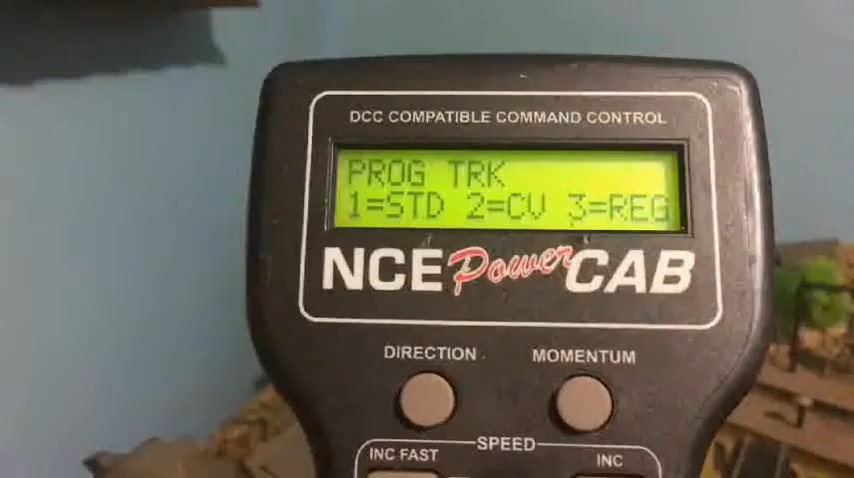 DCC COMPATIBLE COMMAND CONTROL
PROG TRK
1=STD 2=CV 3=REG
NCE Power CAB
DIRECTION MOMENTUM
SPEED
INC FAST INC